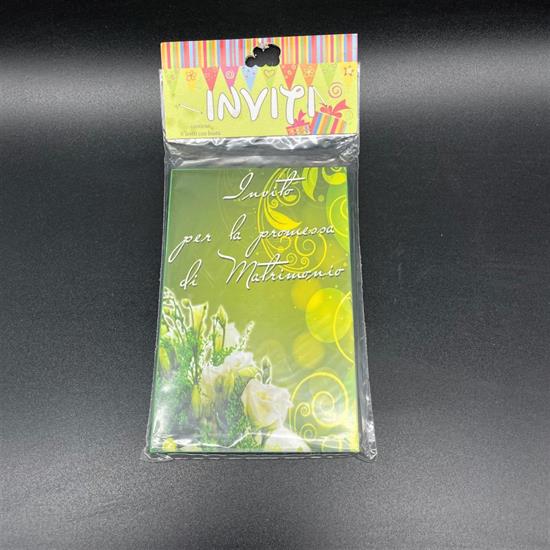 INVITI
Invito
per la promessa
di Matrimonio